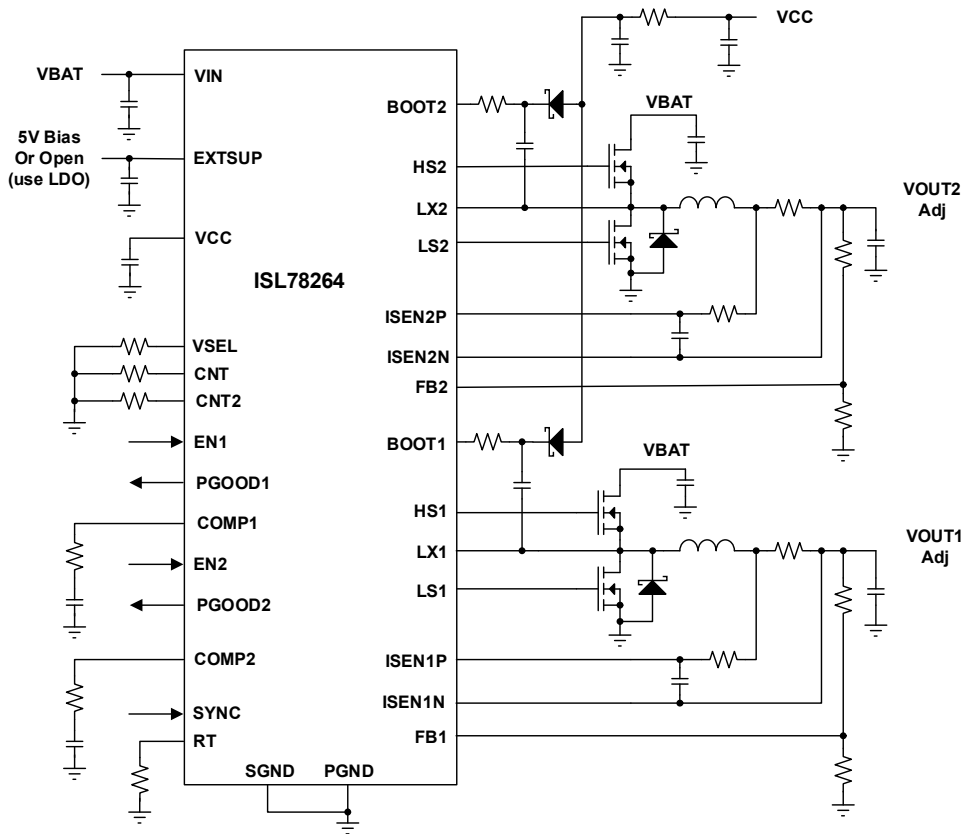 VCC
VBAT
VIN
BOOT2
VBAT
5V Bias
Or Open
(use LDO)
EXTSUP
HS2
LX2
VOUT2
Adj
VCC
LS2
ISL78264
ISEN2P
VSEL
ISEN2N
CNT
FB2
CNT2
EN1
BOOT1
VBAT
PGOOD1
HS1
COMP1
LX1
VOUT1
Adj
EN2
LS1
PGOOD2
COMP2
ISEN1P
ISEN1N
SYNC
FB1
RT
SGND
PGND